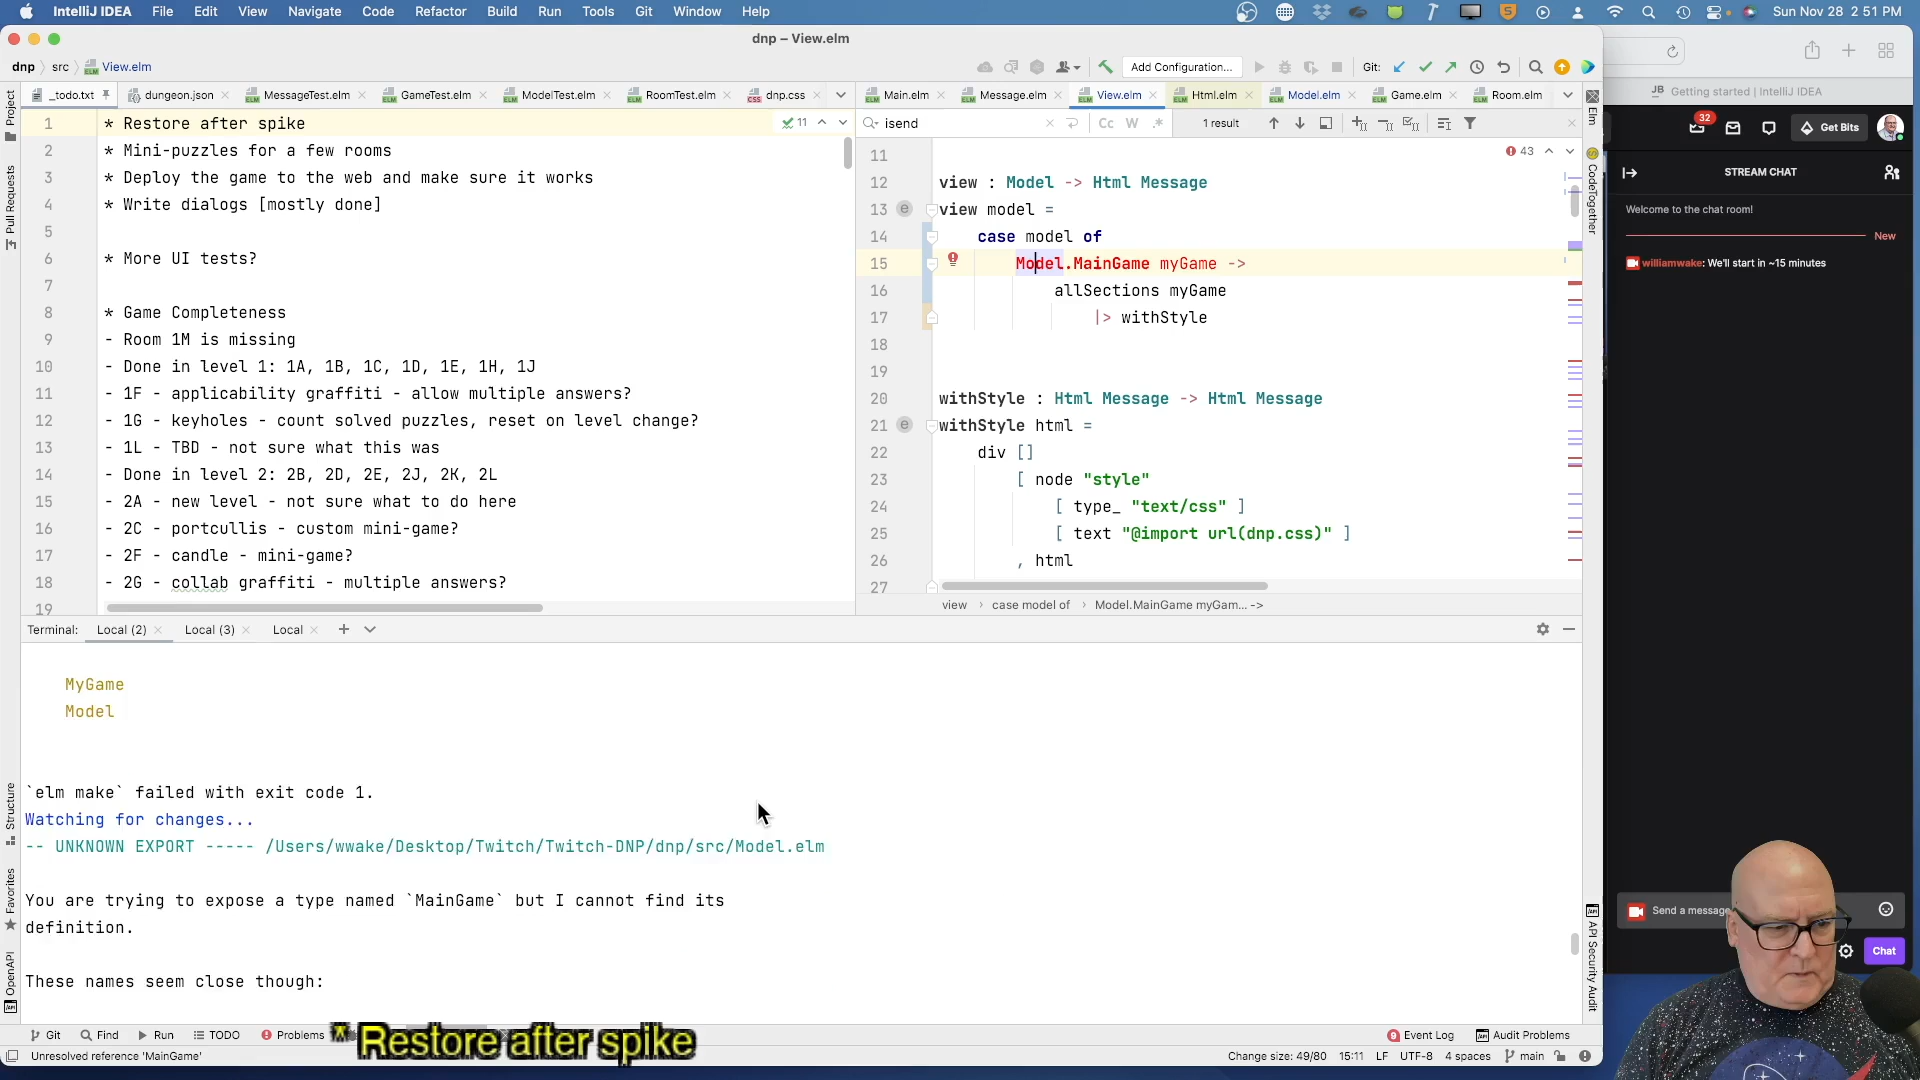 IntelliJ IDEA File Edit View Navigate Code Refactor Build Run Tools Git Window Help
Sun Nov 28 2:51 PM
dnp – View.elm
dnp src View.elm
Add Configuration...
Git:
_todo.txt dungeon.json MessageTest.elm GameTest.elm ModelTest.elm RoomTest.elm dnp.css
Main.elm Message.elm View.elm Html.elm Model.elm Game.elm Room.elm
isend
Cc W .*
1 result
Project
Pull Requests
Structure
Favorites
OpenAPI
11
1 * Restore after spike
2 * Mini-puzzles for a few rooms
3 * Deploy the game to the web and make sure it works
4 * Write dialogs [mostly done]
5
6 * More UI tests?
7
8 * Game Completeness
9 - Room 1M is missing
10 - Done in level 1: 1A, 1B, 1C, 1D, 1E, 1H, 1J
11 - 1F - applicability graffiti - allow multiple answers?
12 - 1G - keyholes - count solved puzzles, reset on level change?
13 - 1L - TBD - not sure what this was
14 - Done in level 2: 2B, 2D, 2E, 2J, 2K, 2L
15 - 2A - new level - not sure what to do here
16 - 2C - portcullis - custom mini-game?
17 - 2F - candle - mini-game?
18 - 2G - collab graffiti - multiple answers?
19
43
11
12 view : Model -> Html Message
13 view model =
14 case model of
15 Model.MainGame myGame ->
16 allSections myGame
17 |> withStyle
18
19
20 withStyle : Html Message -> Html Message
21 withStyle html =
22 div []
23 [ node "style"
24 [ type_ "text/css" ]
25 [ text "@import url(dnp.css)" ]
26 , html
27
view case model of Model.MainGame myGam... ->
Elm
CodeTogether
API Security Audit
Terminal: Local (2) Local (3) Local
MyGame
Model
`elm make` failed with exit code 1.
Watching for changes...
-- UNKNOWN EXPORT ----- /Users/wwake/Desktop/Twitch/Twitch-DNP/dnp/src/Model.elm
You are trying to expose a type named `MainGame` but I cannot find its
definition.
These names seem close though:
Git Find Run TODO Problems
Event Log Audit Problems
* Restore after spike
Unresolved reference 'MainGame'
Change size: 49/80 15:11 LF UTF-8 4 spaces main
JB Getting started | IntelliJ IDEA
32
Get Bits
STREAM CHAT
Welcome to the chat room!
New
williamwake: We'll start in ~15 minutes
Send a message
Chat